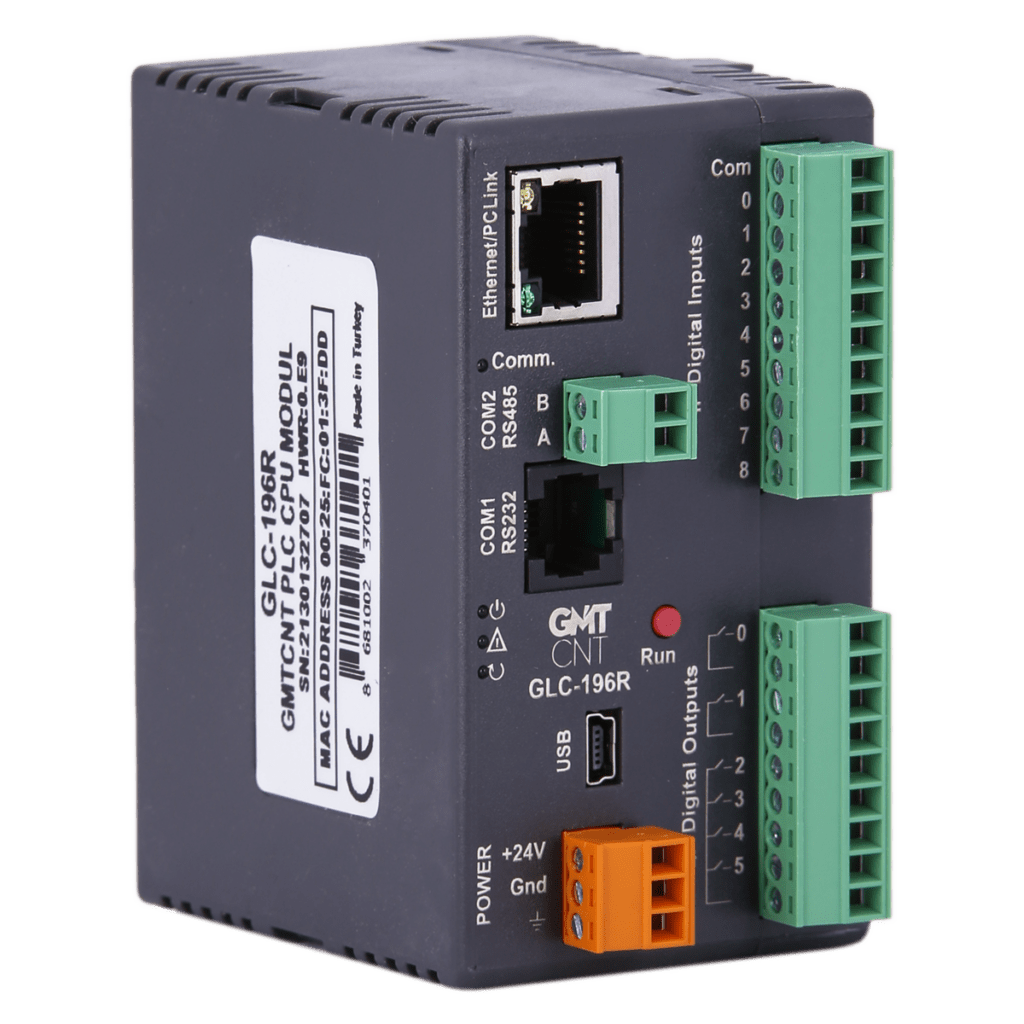 GLC-196R
GMTCNT PLC CPU MODUL
SN:2130132707 HWR:0.E9
MAC ADDRESS 00:25:FC:01:3F:DD
8 681002 370401
Made in Turkey
CE
Ethernet/PCLink
Comm.
COM2
RS485
B
A
COM1
RS232
GMT
CNT
GLC-196R
Run
USB
POWER
+24V
Gnd
Digital Inputs
Com
0
1
2
3
4
5
6
7
8
Digital Outputs
0
1
2
3
4
5